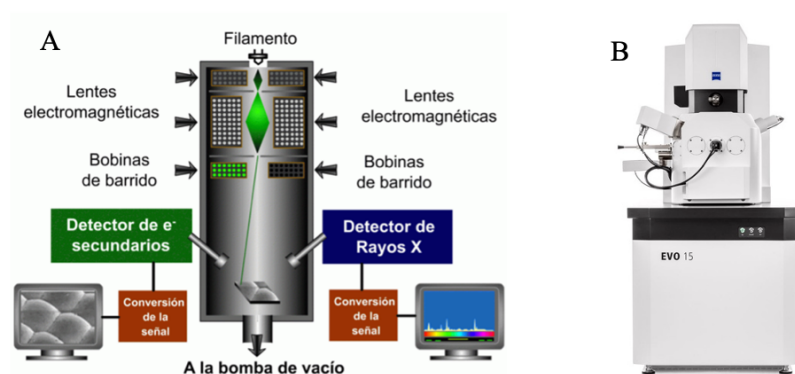 A
B
Filamento
Lentes
electromagnéticas
Lentes
electromagnéticas
Bobinas
de barrido
Bobinas
de barrido
Detector de e-
secundarios
Detector de
Rayos X
Conversión
de la
señal
Conversión
de la
señal
A la bomba de vacío
ZEISS
EVO 15